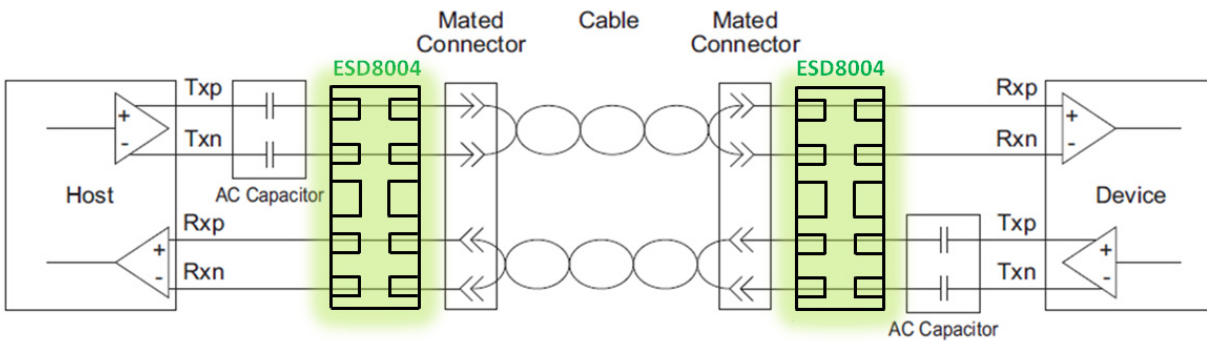 Mated
Connector
Cable
Mated
Connector
ESD8004
ESD8004
Txp
Rxp
+
-
+
-
Txn
Rxn
Host
AC Capacitor
Device
Rxp
Txp
+
-
+
-
Rxn
Txn
AC Capacitor